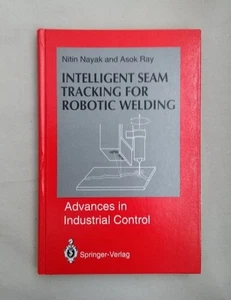 Nitin Nayak and Asok Ray
INTELLIGENT SEAM
TRACKING FOR
ROBOTIC WELDING
Advances in
Industrial Control
Springer-Verlag